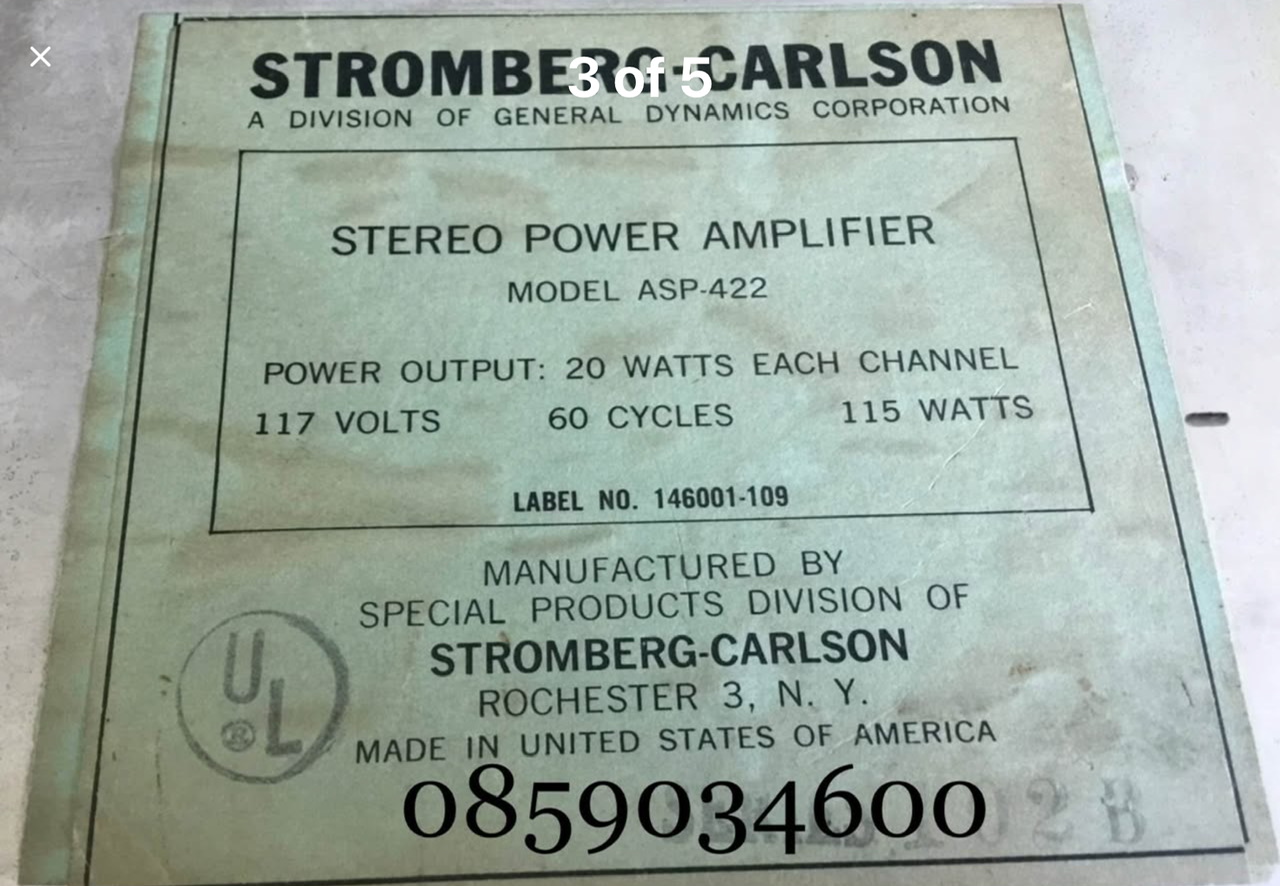 STROMBERG-CARLSON
3 of 5
A DIVISION OF GENERAL DYNAMICS CORPORATION
STEREO POWER AMPLIFIER
MODEL ASP-422
POWER OUTPUT: 20 WATTS EACH CHANNEL
117 VOLTS 60 CYCLES 115 WATTS
LABEL NO. 146001-109
MANUFACTURED BY
SPECIAL PRODUCTS DIVISION OF
STROMBERG-CARLSON
ROCHESTER 3, N. Y.
UL ®
MADE IN UNITED STATES OF AMERICA
0859034600